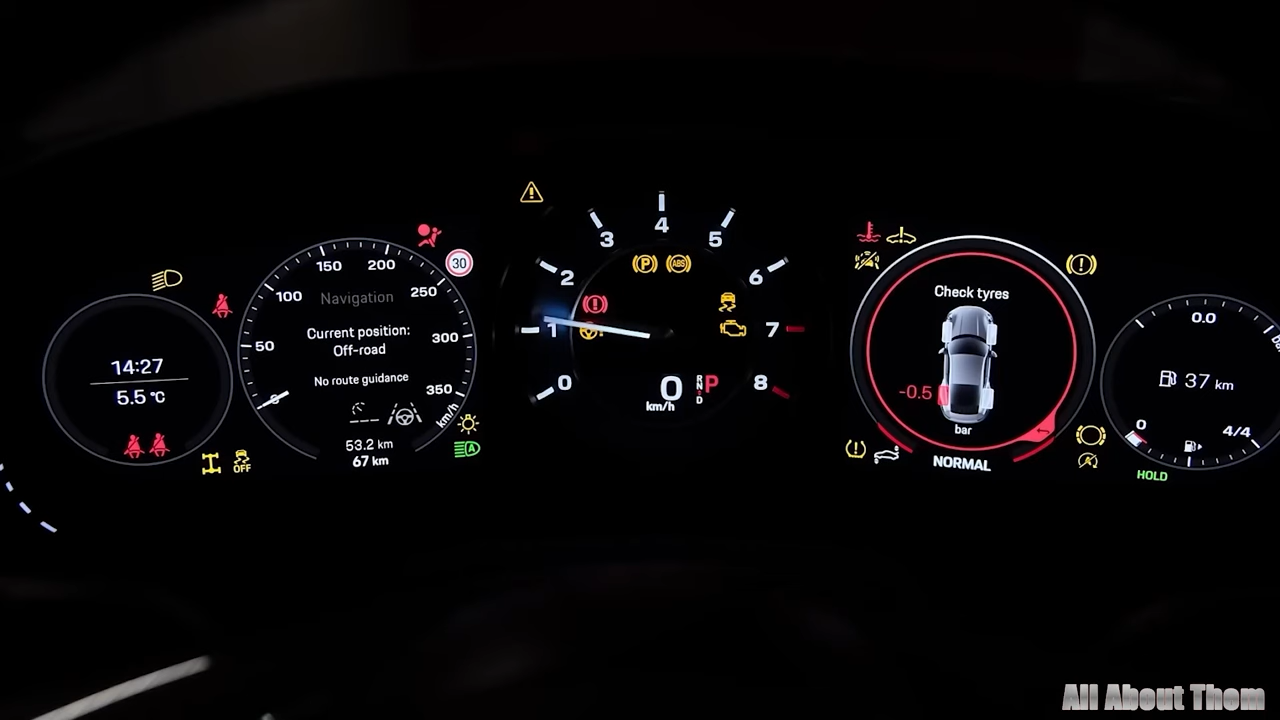 14:27
5.5 °C
OFF
50
100
150
200
250
300
350
km/h
30
Navigation
Current position:
Off-road
No route guidance
53.2 km
67 km
A
0
1
2
3
4
5
6
7
8
P
ABS
0
km/h
R
N
D
P
Check tyres
-0.5
bar
NORMAL
0.0
37 km
0
4/4
HOLD
All About Them